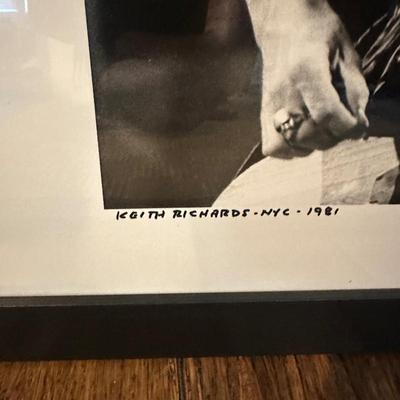 KEITH RICHARDS - NYC - 1981